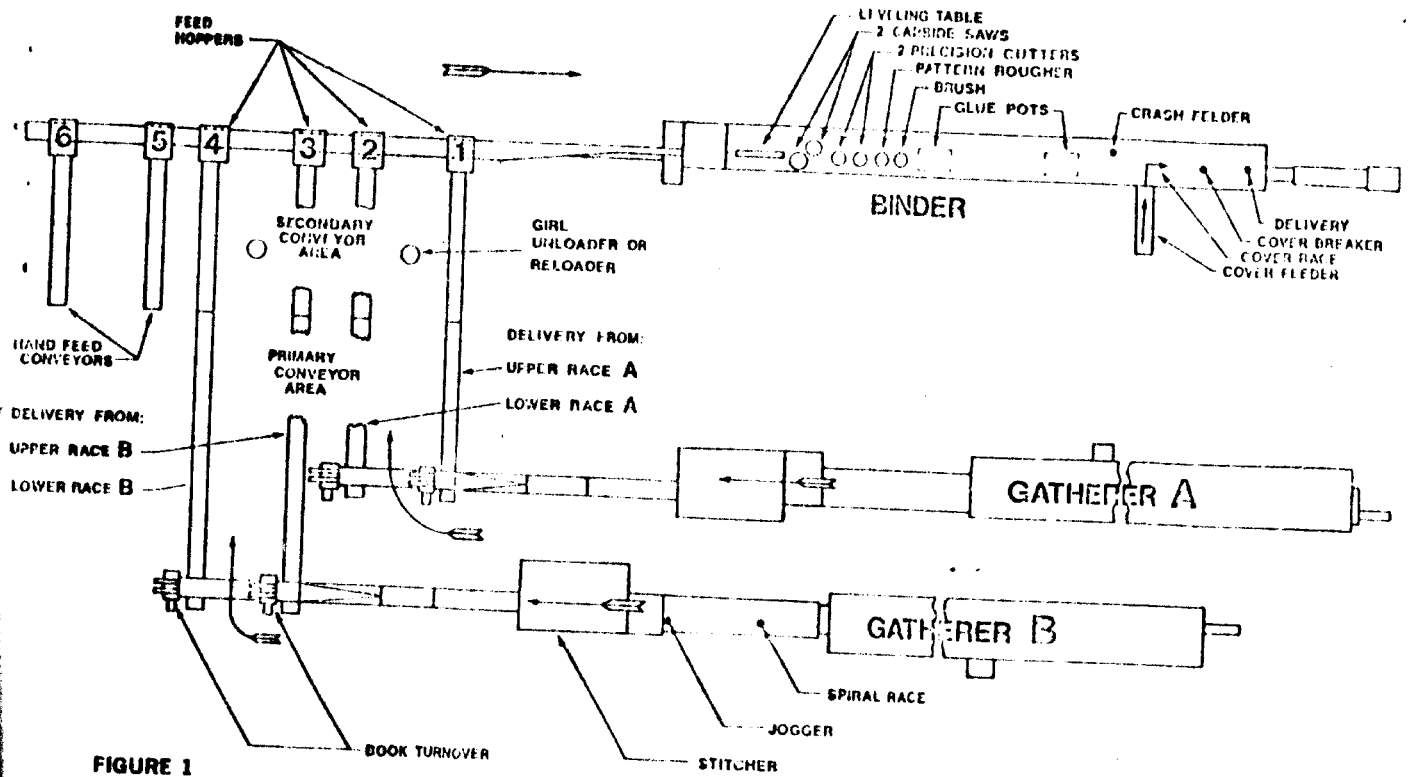 FEED
HOPPERS
LEVELING TABLE
2 CARBIDE SAWS
2 PRECISION CUTTERS
PATTERN ROUGHER
BRUSH
GLUE POTS
CRASH FEEDER
6
5
4
3
2
1
BINDER
SECONDARY
CONVEYOR
AREA
GIRL
UNLOADER OR
RELOADER
DELIVERY
COVER BREAKER
COVER RACE
COVER FEEDER
HAND FEED
CONVEYORS
PRIMARY
CONVEYOR
AREA
DELIVERY FROM:
UPPER RACE A
LOWER RACE A
DELIVERY FROM:
UPPER RACE B
LOWER RACE B
GATHERER A
GATHERER B
SPIRAL RACE
JOGGER
STITCHER
BOOK TURNOVER
FIGURE 1